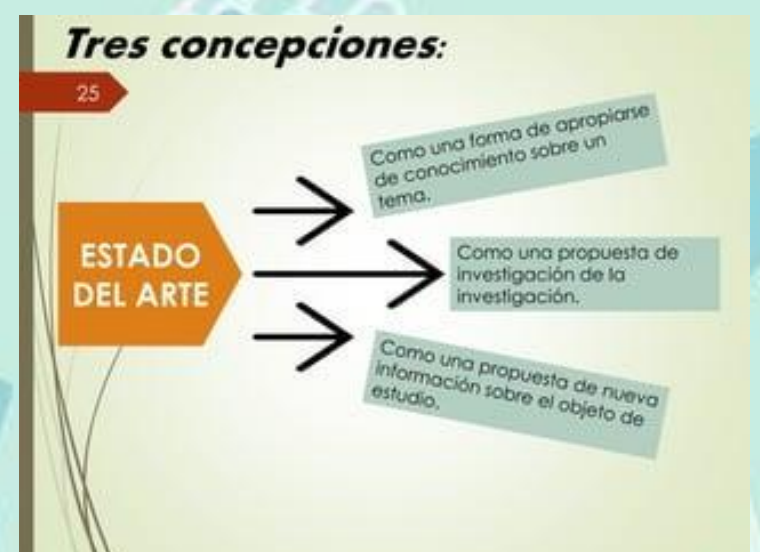 Tres concepciones:
25
Como una forma de apropiarse
de conocimiento sobre un
tema.
ESTADO
DEL ARTE
Como una propuesta de
investigación de la
investigación.
Como una propuesta de nueva
información sobre el objeto de
estudio.